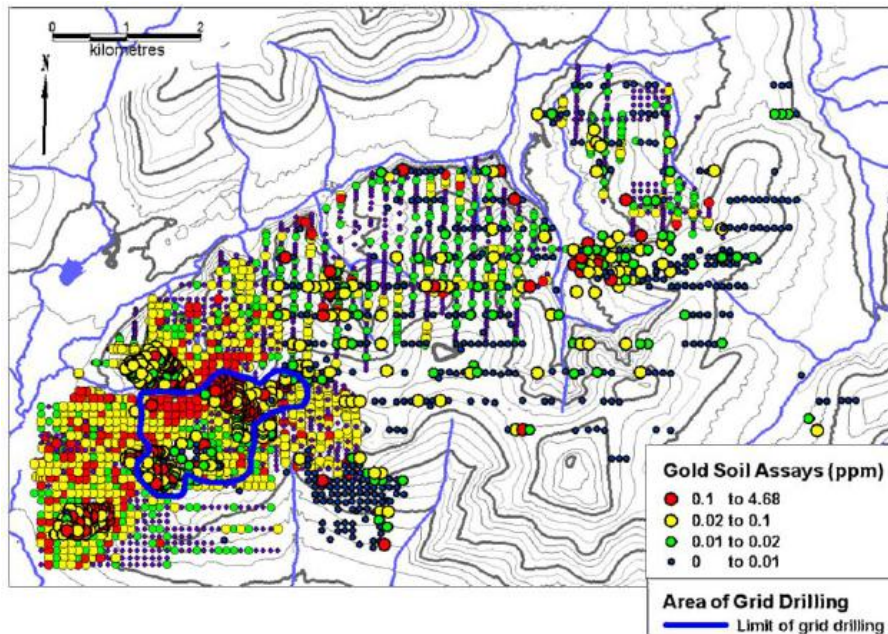 0 1 2
kilometres
N
Gold Soil Assays (ppm)
0.1 to 4.68
0.02 to 0.1
0.01 to 0.02
0 to 0.01
Area of Grid Drilling
Limit of grid drilling